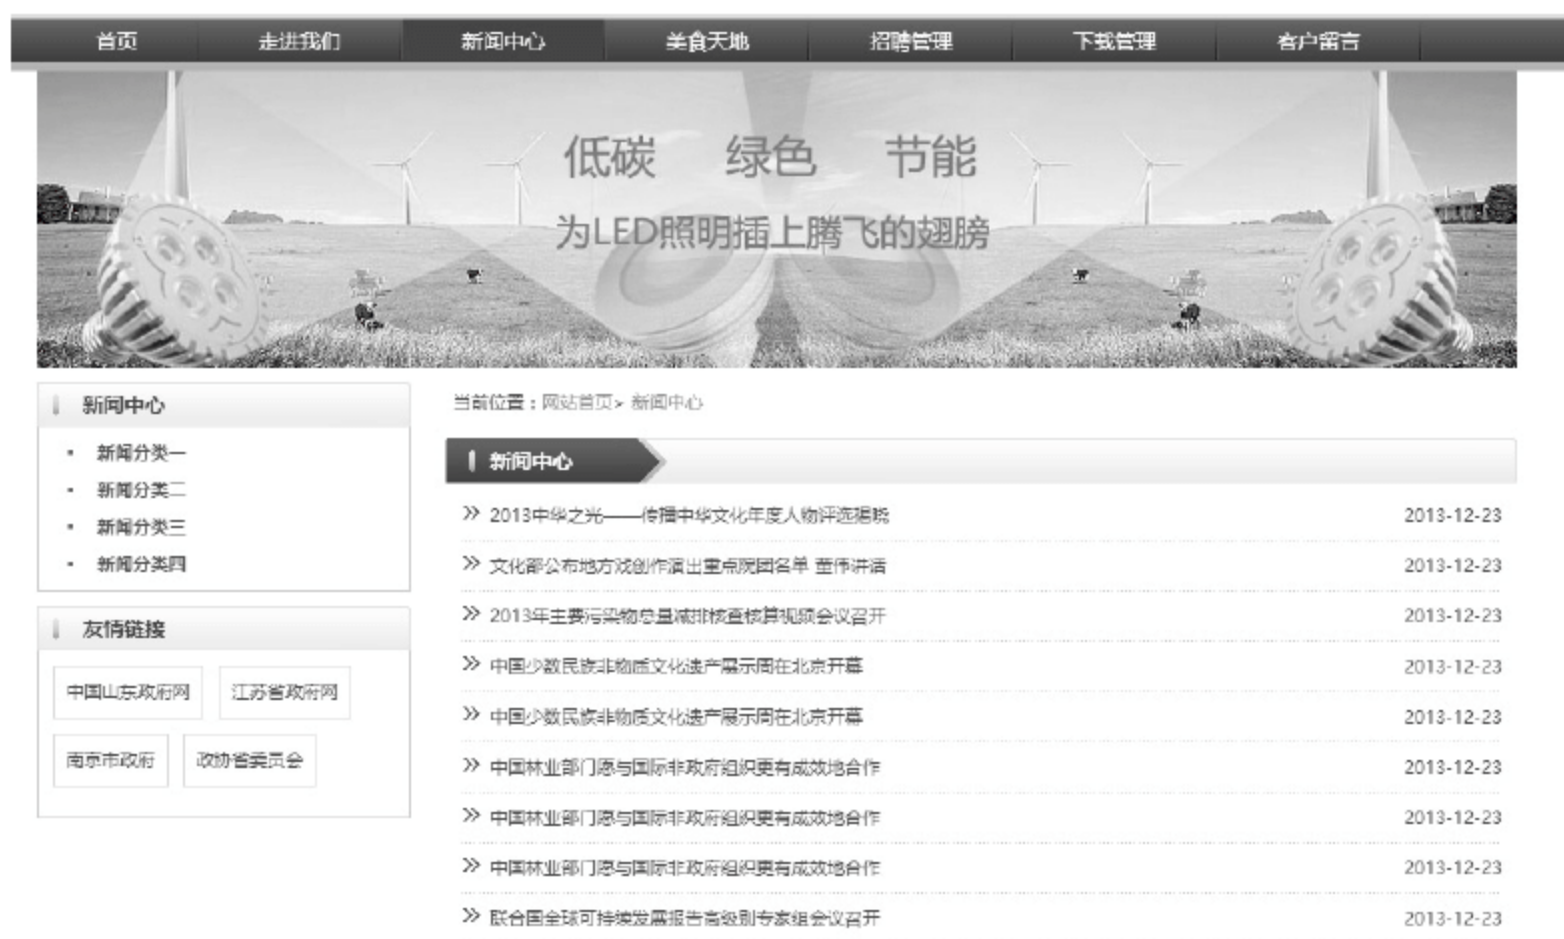 首页 走进我们 新闻中心 美食天地 招聘管理 下载管理 客户留言
低碳 绿色 节能
为LED照明插上腾飞的翅膀
新闻中心
新闻分类一
新闻分类二
新闻分类三
新闻分类四
友情链接
中国山东政府网 江苏省政府网
南京市政府 政协省委员会
当前位置：网站首页> 新闻中心
新闻中心
2013中华之光——传播中华文化年度人物评选揭晓 2013-12-23
文化部公布地方戏创作演出重点院团名单 董伟讲话 2013-12-23
2013年主要污染物总量减排核查核算视频会议召开 2013-12-23
中国少数民族非物质文化遗产展示周在北京开幕 2013-12-23
中国少数民族非物质文化遗产展示周在北京开幕 2013-12-23
中国林业部门愿与国际非政府组织更有成效地合作 2013-12-23
中国林业部门愿与国际非政府组织更有成效地合作 2013-12-23
中国林业部门愿与国际非政府组织更有成效地合作 2013-12-23
联合国全球可持续发展报告高级别专家组会议召开 2013-12-23